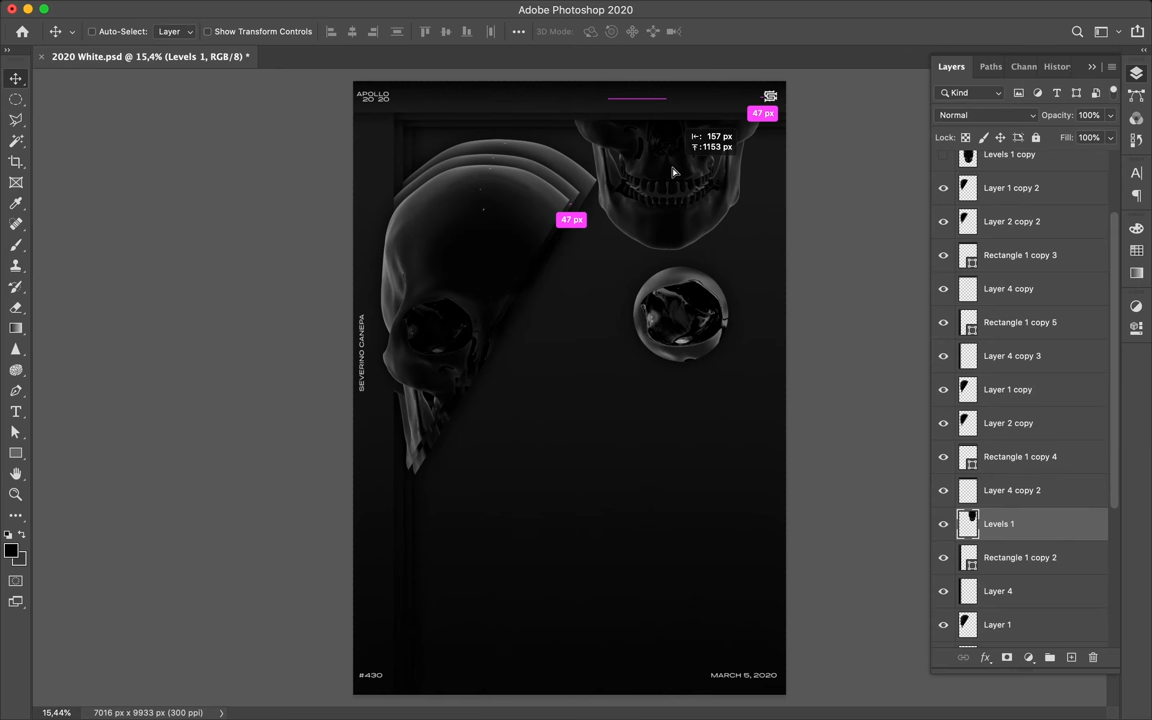 Adobe Photoshop 2020
Auto-Select:
Layer
Show Transform Controls
3D Mode:
2020 White.psd @ 15,4% (Levels 1, RGB/8) *
Layers
Paths
Chann
Histor
Kind
Normal
Opacity:
100%
Lock:
Fill:
100%
Levels 1 copy
Layer 1 copy 2
Layer 2 copy 2
Rectangle 1 copy 3
Layer 4 copy
Rectangle 1 copy 5
Layer 4 copy 3
Layer 1 copy
Layer 2 copy
Rectangle 1 copy 4
Layer 4 copy 2
Levels 1
Rectangle 1 copy 2
Layer 4
Layer 1
APOLLO
20 20
47 px
157 px
1153 px
47 px
SEVERINO CANEPA
#430
MARCH 5, 2020
15,44%
7016 px x 9933 px (300 ppi)